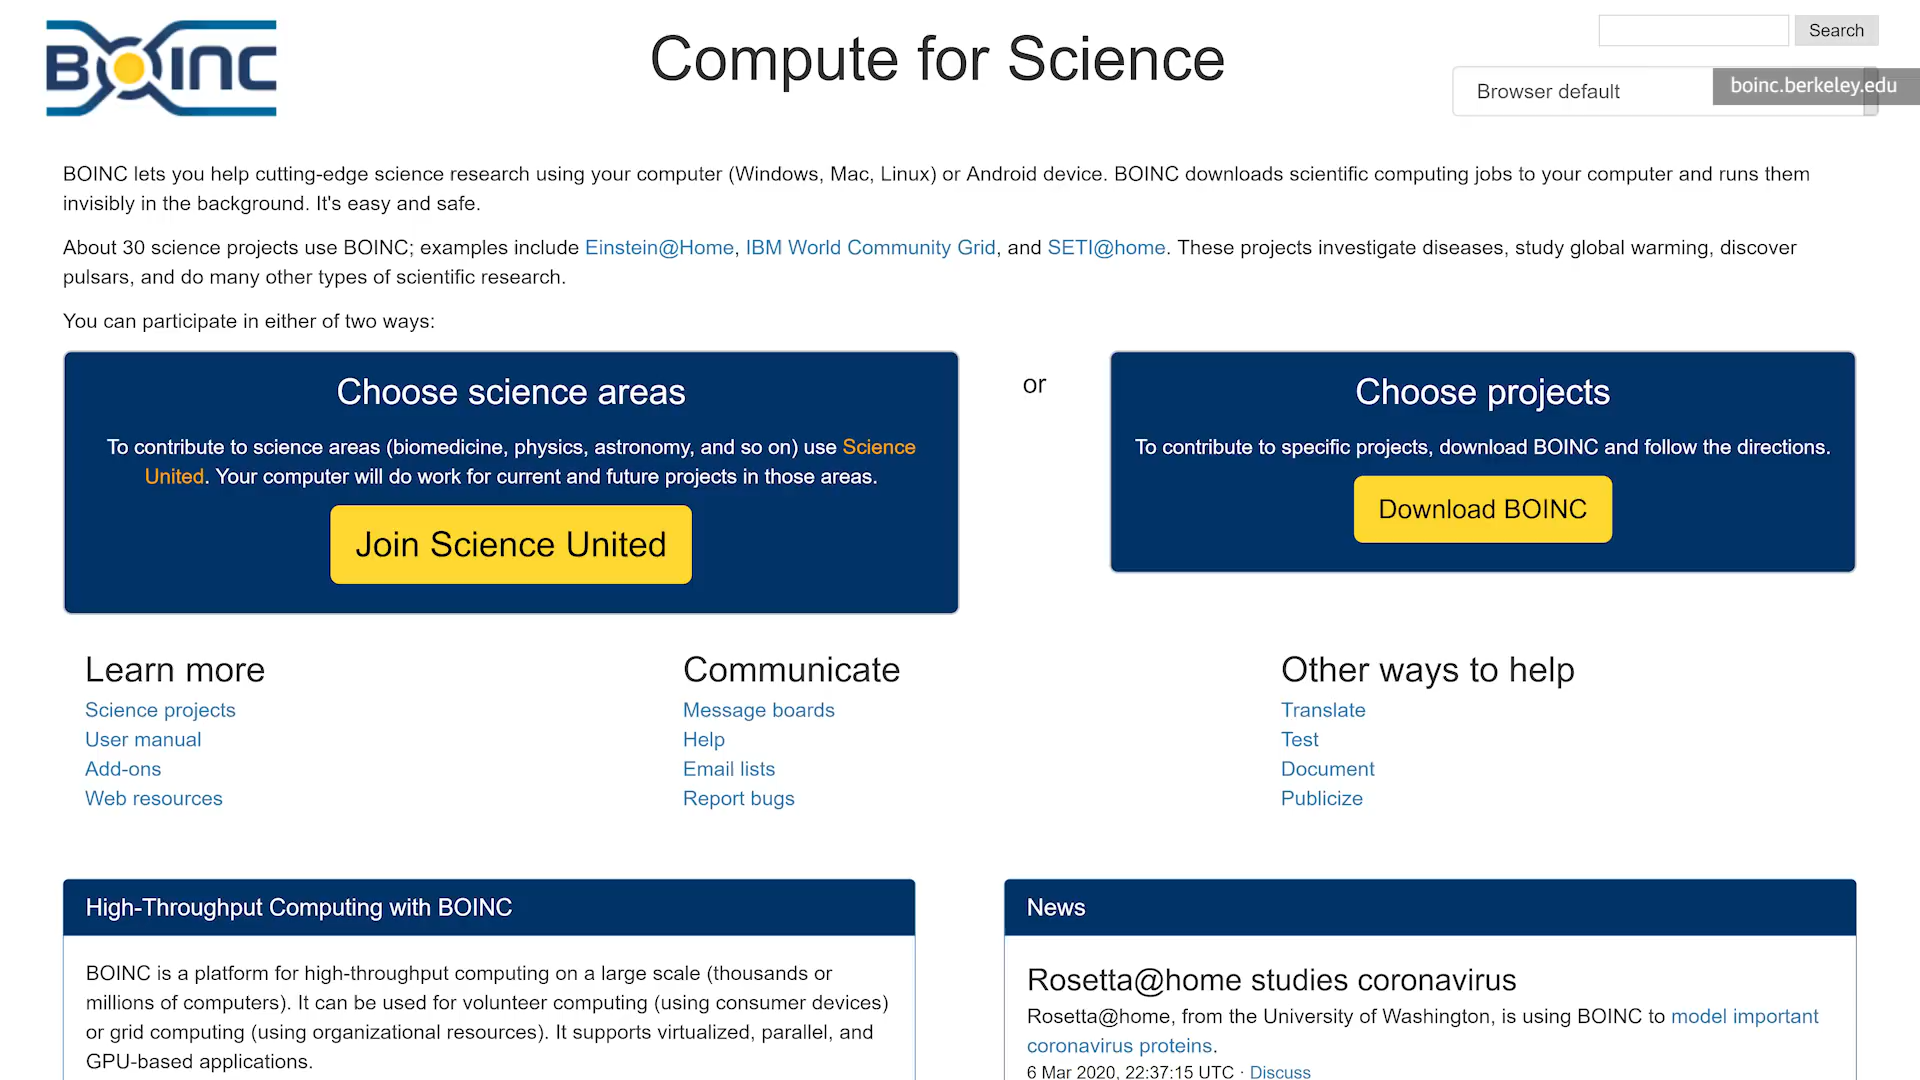 BOINC
Compute for Science
Search
Browser default
boinc.berkeley.edu
BOINC lets you help cutting-edge science research using your computer (Windows, Mac, Linux) or Android device. BOINC downloads scientific computing jobs to your computer and runs them
invisibly in the background. It's easy and safe.
About 30 science projects use BOINC; examples include Einstein@Home, IBM World Community Grid, and SETI@home. These projects investigate diseases, study global warming, discover
pulsars, and do many other types of scientific research.
You can participate in either of two ways:
Choose science areas
To contribute to science areas (biomedicine, physics, astronomy, and so on) use Science
United. Your computer will do work for current and future projects in those areas.
Join Science United
or
Choose projects
To contribute to specific projects, download BOINC and follow the directions.
Download BOINC
Learn more
Science projects
User manual
Add-ons
Web resources
Communicate
Message boards
Help
Email lists
Report bugs
Other ways to help
Translate
Test
Document
Publicize
High-Throughput Computing with BOINC
BOINC is a platform for high-throughput computing on a large scale (thousands or
millions of computers). It can be used for volunteer computing (using consumer devices)
or grid computing (using organizational resources). It supports virtualized, parallel, and
GPU-based applications.
News
Rosetta@home studies coronavirus
Rosetta@home, from the University of Washington, is using BOINC to model important
coronavirus proteins.
6 Mar 2020, 22:37:15 UTC · Discuss